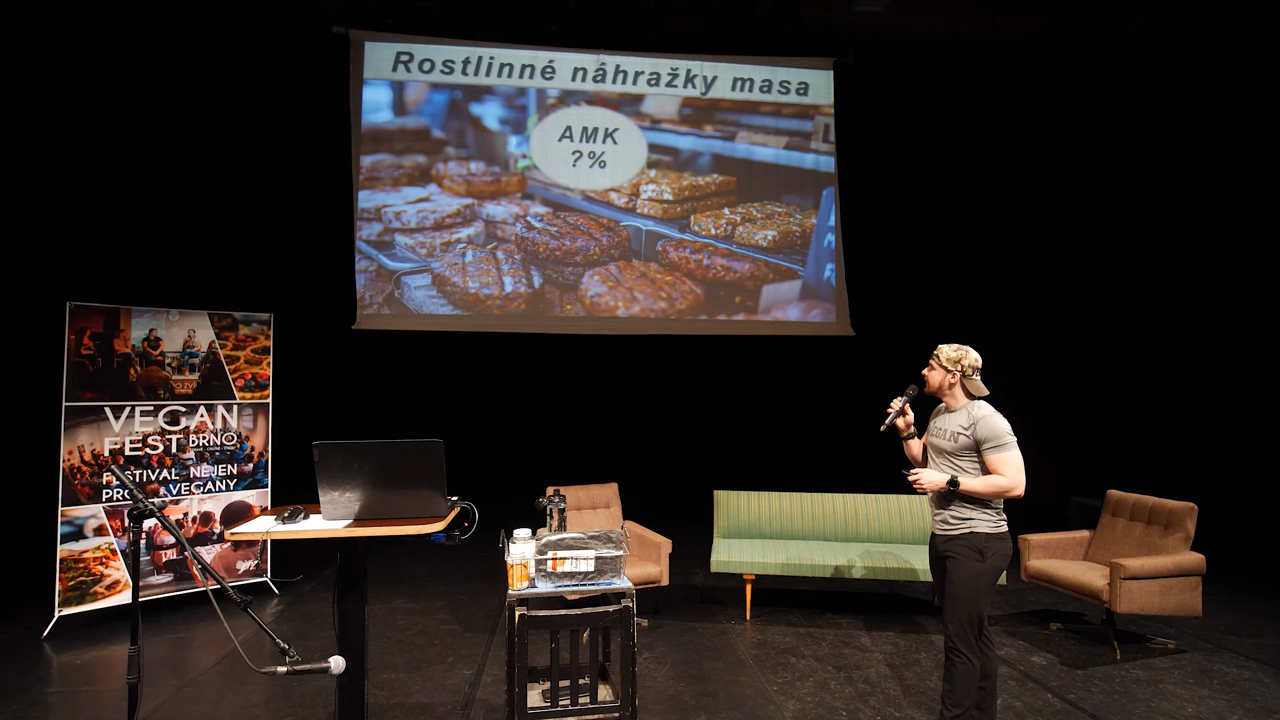 Rostlinné náhražky masa
AMK
?%
VEGAN
FEST BRNO
FESTIVAL NEJEN
PRO VEGANY
VEGAN